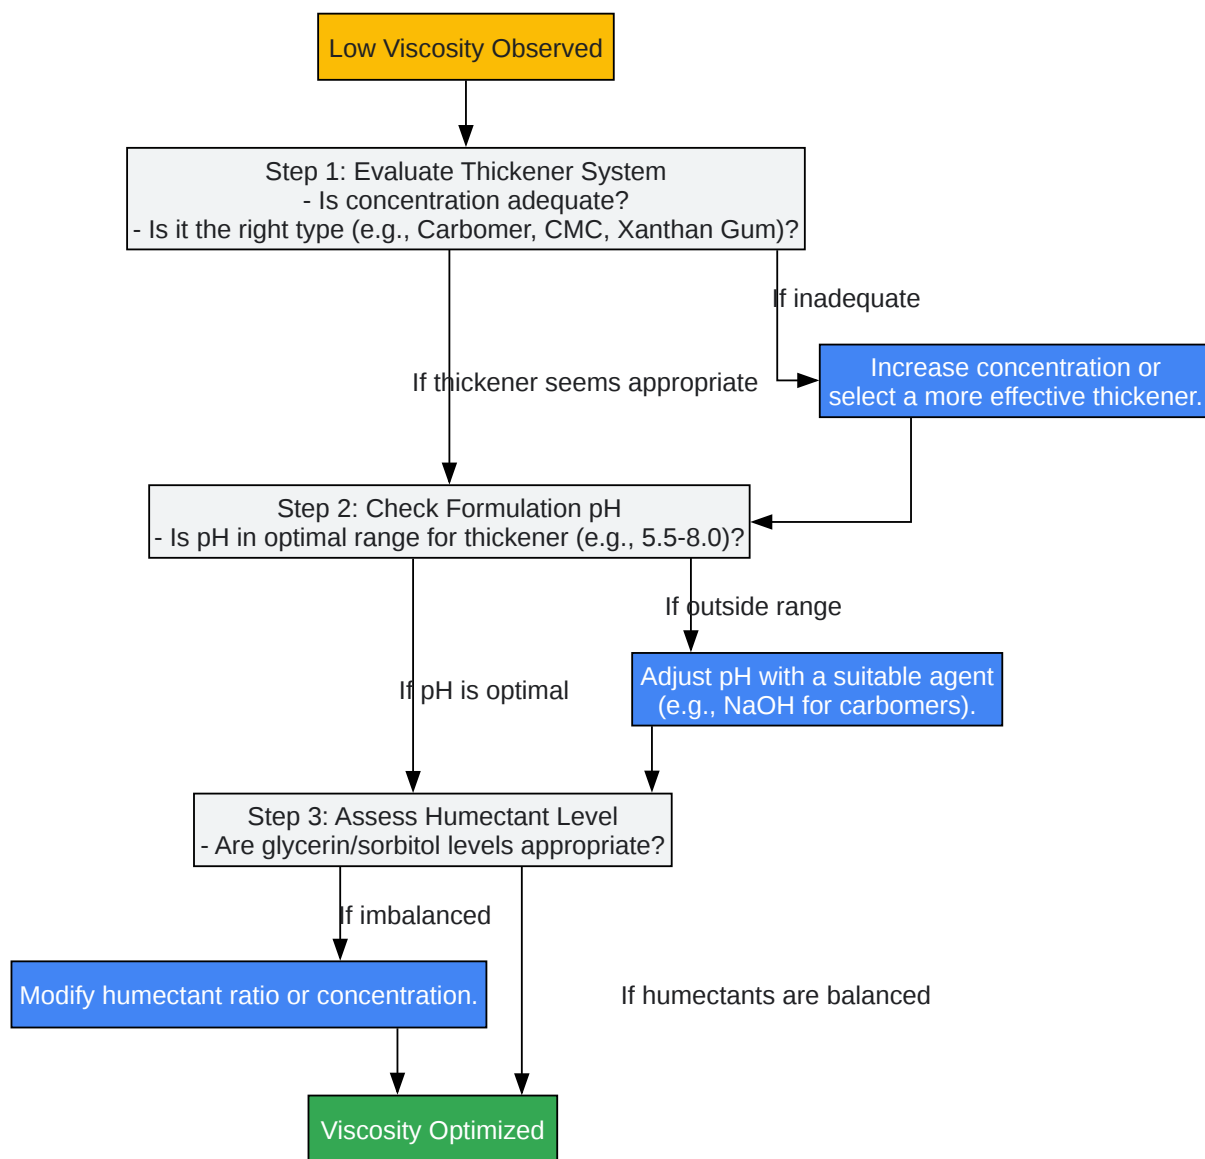 Low Viscosity Observed
Step 1: Evaluate Thickener System
- Is concentration adequate?
- Is it the right type (e.g., Carbomer, CMC, Xanthan Gum)?
If inadequate
If thickener seems appropriate
Increase concentration or
select a more effective thickener.
Step 2: Check Formulation pH
- Is pH in optimal range for thickener (e.g., 5.5-8.0)?
If outside range
If pH is optimal
Adjust pH with a suitable agent
(e.g., NaOH for carbomers).
Step 3: Assess Humectant Level
- Are glycerin/sorbitol levels appropriate?
If imbalanced
Modify humectant ratio or concentration.
If humectants are balanced
Viscosity Optimized